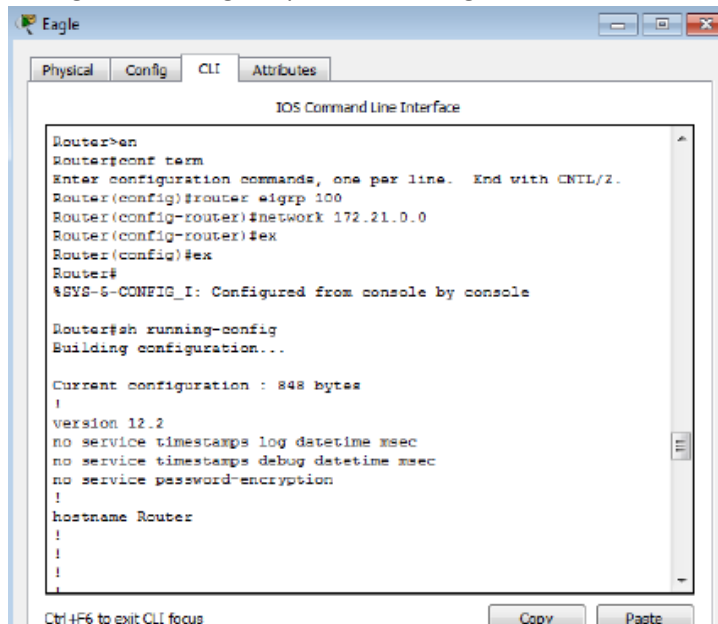 Eagle
Physical Config CLI Attributes
IOS Command Line Interface
Router>en
Router#conf term
Enter configuration commands, one per line. End with CNTL/Z.
Router(config)#router eigrp 100
Router(config-router)#network 172.21.0.0
Router(config-router)#ex
Router(config)#ex
Router#
%SYS-5-CONFIG_I: Configured from console by console
Router#sh running-config
Building configuration...
Current configuration : 848 bytes
!
version 12.2
no service timestamps log datetime msec
no service timestamps debug datetime msec
no service password-encryption
!
hostname Router
!
!
!
!
Ctrl+F6 to exit CLI focus
Copy Paste